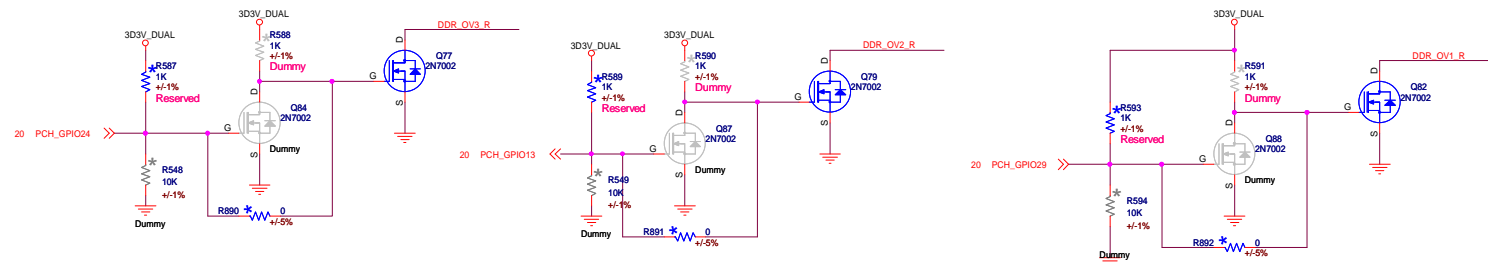 3D3V_DUAL
R587
1K
+/-1%
Reserved
3D3V_DUAL
R588
1K
+/-1%
Dummy
DDR_OV3_R
D
G
S
Q77
2N7002
D
G
S
Q84
2N7002
Dummy
20 PCH_GPIO24
R548
10K
+/-1%
Dummy
R890
0
+/-5%
3D3V_DUAL
R589
1K
+/-1%
Reserved
3D3V_DUAL
R590
1K
+/-1%
Dummy
DDR_OV2_R
D
G
S
Q79
2N7002
D
G
S
Q87
2N7002
Dummy
20 PCH_GPIO13
R549
10K
+/-1%
Dummy
R891
0
+/-5%
3D3V_DUAL
R591
1K
+/-1%
Dummy
R593
1K
+/-1%
Reserved
DDR_OV1_R
D
G
S
Q82
2N7002
D
G
S
Q88
2N7002
Dummy
20 PCH_GPIO29
R594
10K
+/-1%
Dummy
R892
0
+/-5%